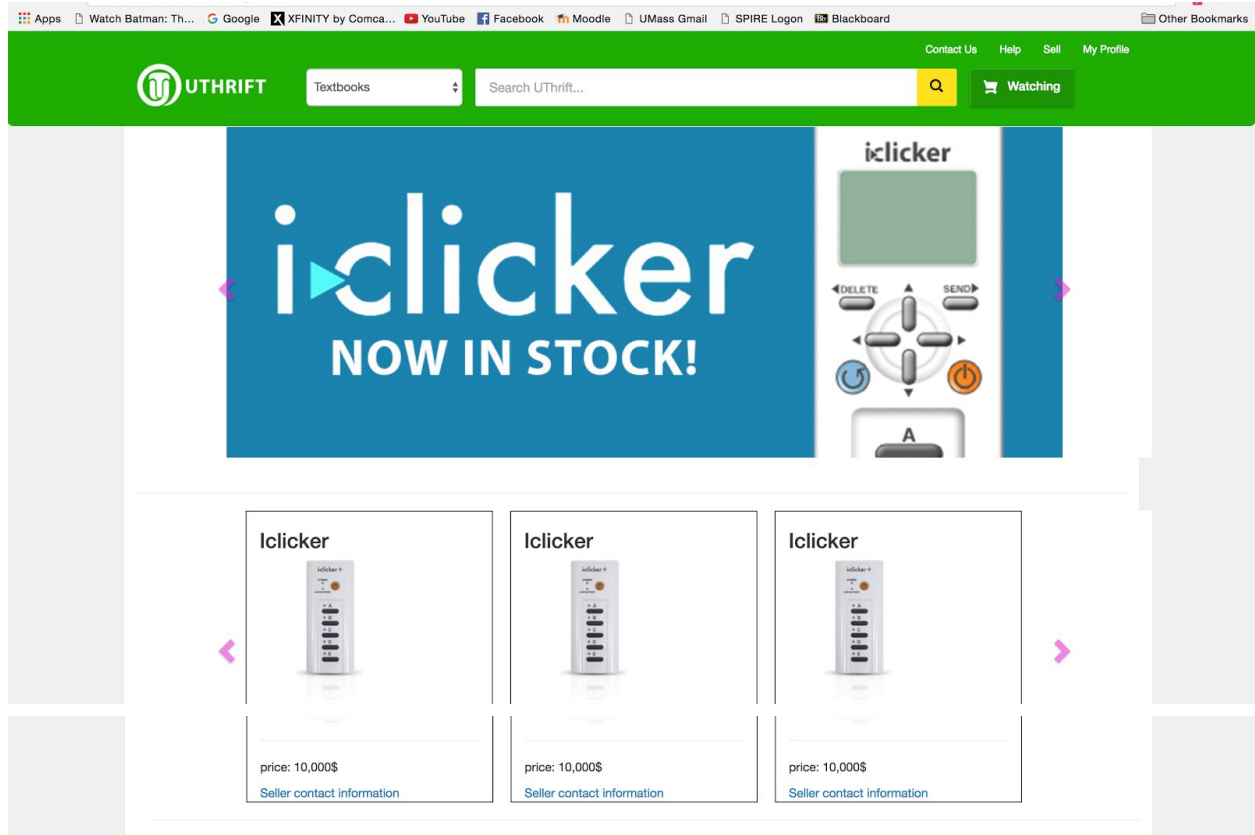 Apps Watch Batman: Th... Google XFINITY by Comca... YouTube Facebook Moodle UMass Gmail SPIRE Logon Blackboard Other Bookmarks
Contact Us Help Sell My Profile
UTHRIFT Textbooks Search UThrift... Watching
iclicker
iclicker
NOW IN STOCK!
DELETE SEND
A
Iclicker Iclicker Iclicker
iclicker+ iclicker+ iclicker+
A A A
B B B
C C C
D D D
E E E
price: 10,000$ price: 10,000$ price: 10,000$
Seller contact information Seller contact information Seller contact information